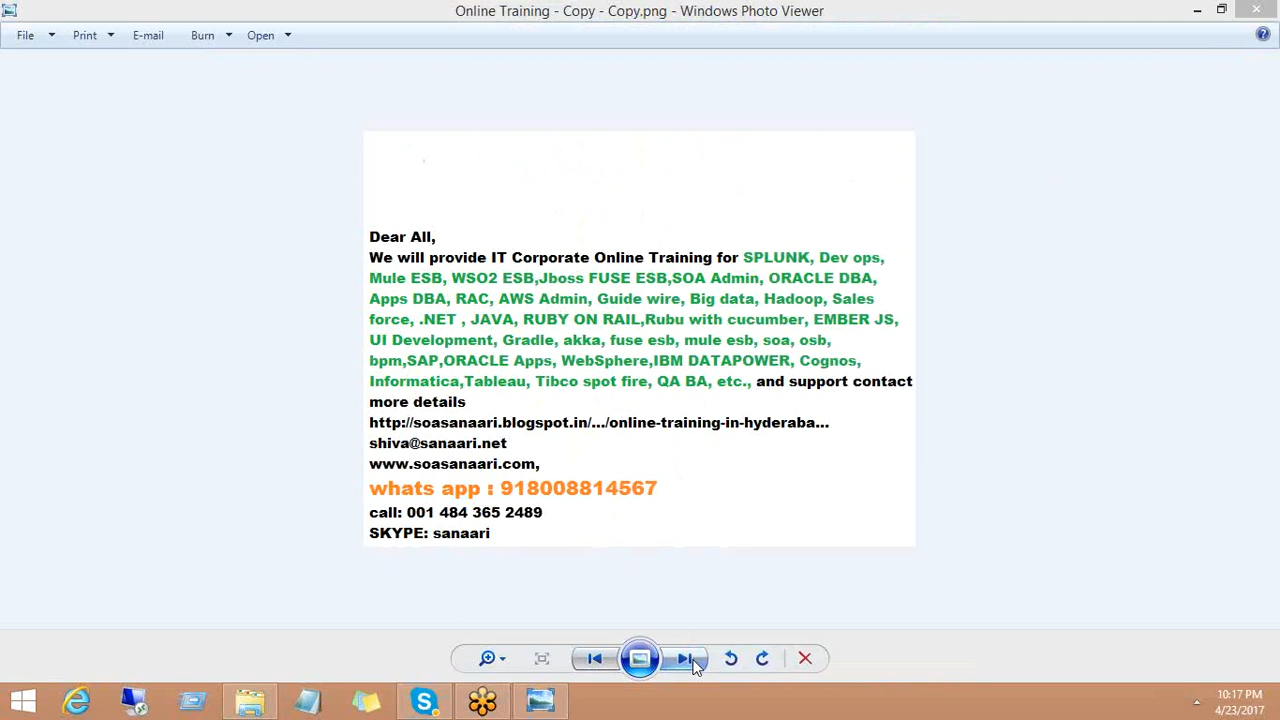 Online Training - Copy - Copy.png - Windows Photo Viewer
File Print E-mail Burn Open
Dear All,
We will provide IT Corporate Online Training for SPLUNK, Dev ops,
Mule ESB, WSO2 ESB,Jboss FUSE ESB,SOA Admin, ORACLE DBA,
Apps DBA, RAC, AWS Admin, Guide wire, Big data, Hadoop, Sales
force, .NET , JAVA, RUBY ON RAIL,Rubu with cucumber, EMBER JS,
UI Development, Gradle, akka, fuse esb, mule esb, soa, osb,
bpm,SAP,ORACLE Apps, WebSphere,IBM DATAPOWER, Cognos,
Informatica,Tableau, Tibco spot fire, QA BA, etc., and support contact
more details
http://soasanaari.blogspot.in/.../online-training-in-hyderaba...
shiva@sanaari.net
www.soasanaari.com,
whats app : 918008814567
call: 001 484 365 2489
SKYPE: sanaari
10:17 PM
4/23/2017